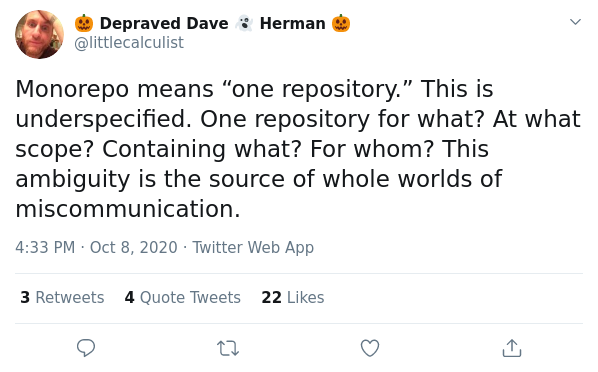 🎃 Depraved Dave 👻 Herman 🎃
@littlecalculist
Monorepo means “one repository.” This is
underspecified. One repository for what? At what
scope? Containing what? For whom? This
ambiguity is the source of whole worlds of
miscommunication.
4:33 PM · Oct 8, 2020 · Twitter Web App
3 Retweets 4 Quote Tweets 22 Likes